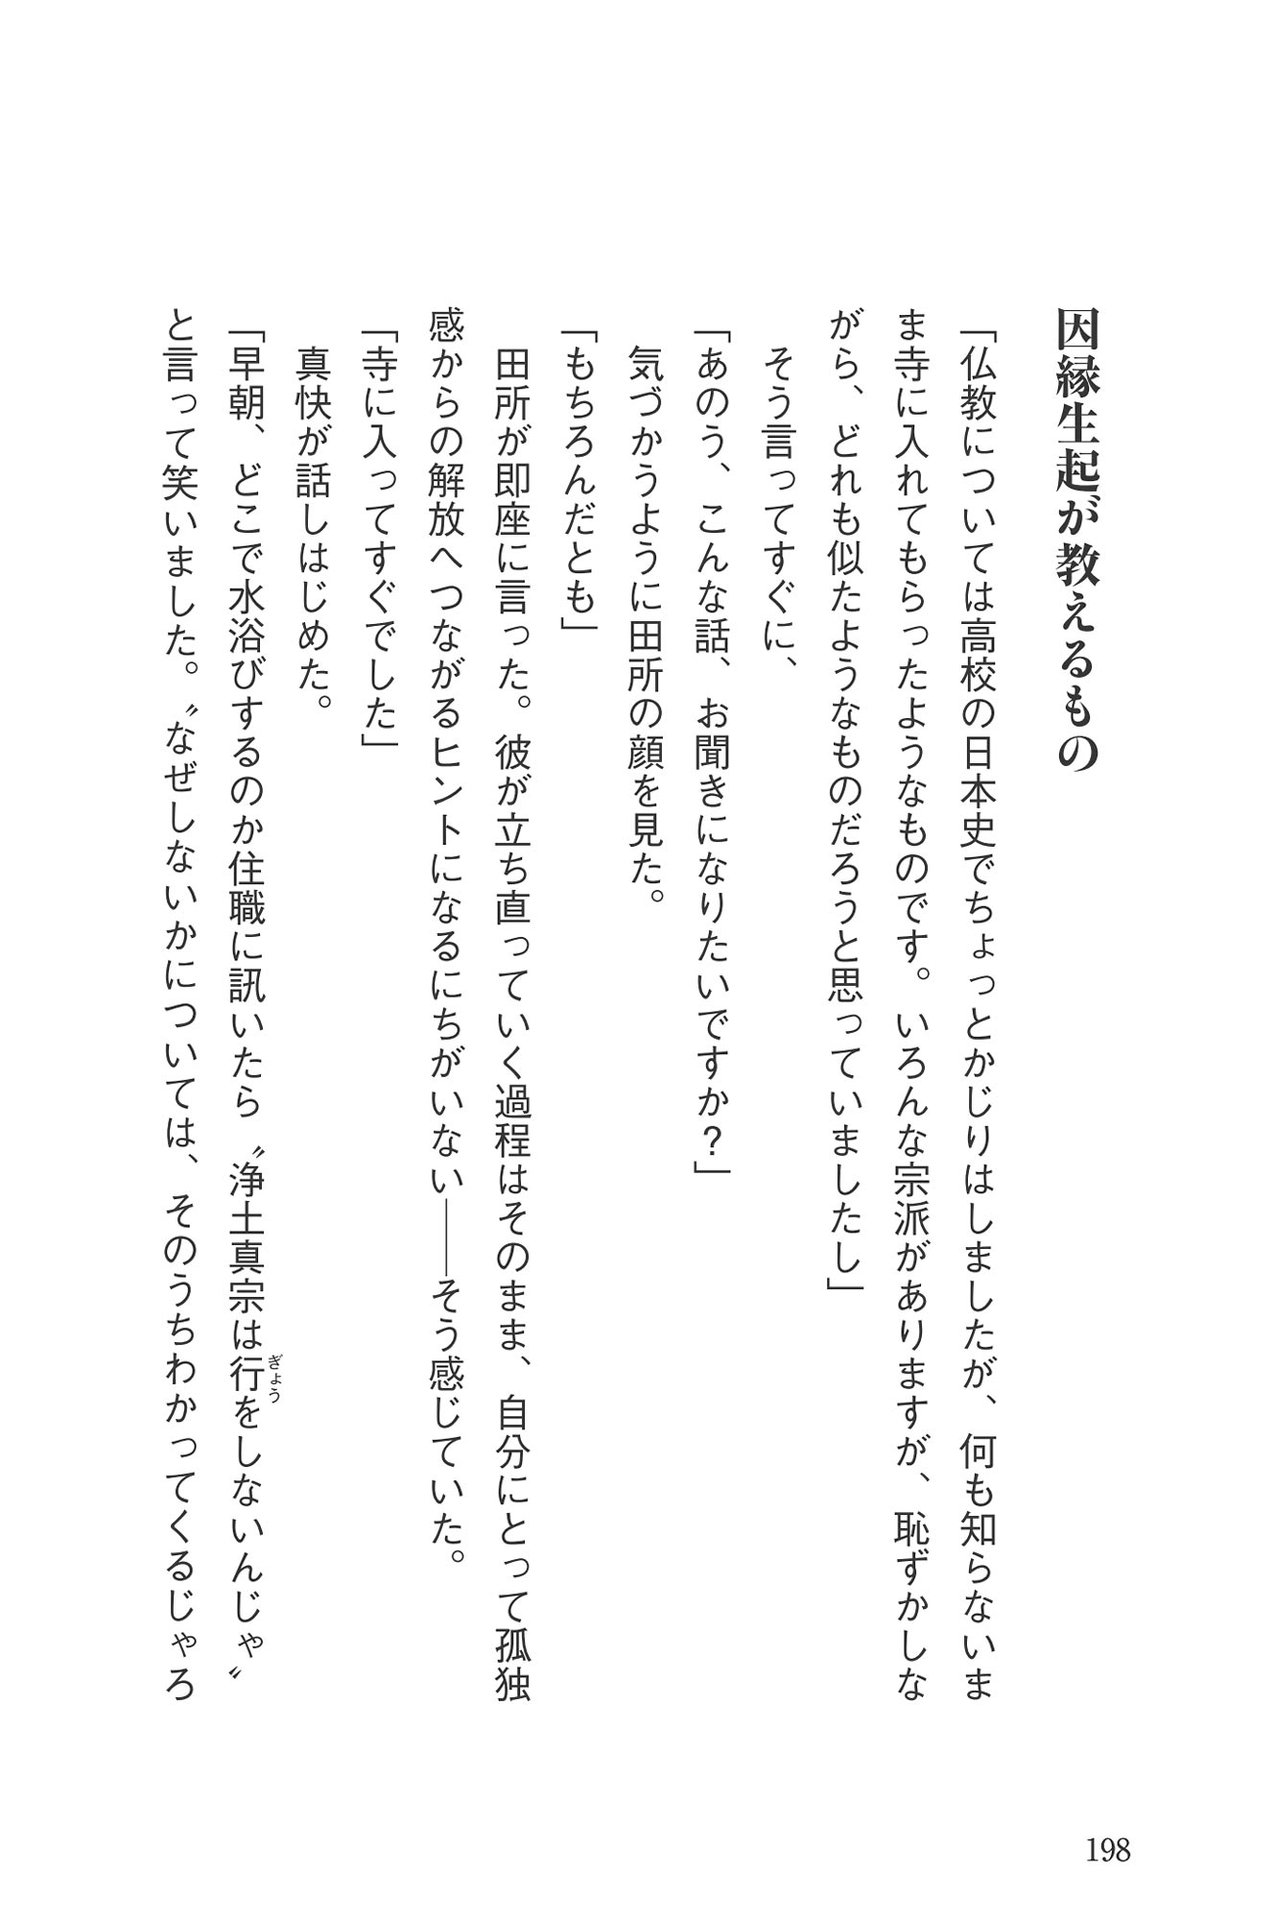 因縁生起が教えるもの
「仏教については高校の日本史でちょっとかじりはしましたが、何も知らないま
ま寺に入れてもらったようなものです。いろんな宗派がありますが、恥ずかしな
がら、どれも似たようなものだろうと思っていましたし」
そう言ってすぐに、
「あのう、こんな話、お聞きになりたいですか?」
気づかうように田所の顔を見た。
「もちろんだとも」
田所が即座に言った。彼が立ち直っていく過程はそのまま、自分にとって孤独
感からの解放へつながるヒントになるにちがいない――そう感じていた。
「寺に入ってすぐでした」
真快が話しはじめた。
「早朝、どこで水浴びするのか住職に訊いたら〝浄土真宗は行ぎょうをしないんじゃ〟
と言って笑いました。〝なぜしないかについては、そのうちわかってくるじゃろ
198